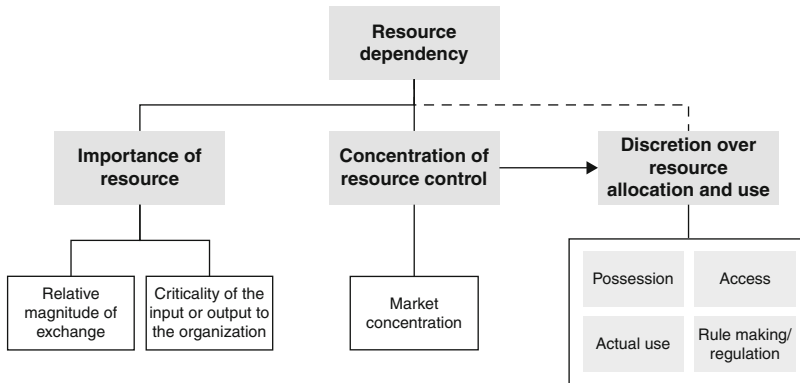 Resource
dependency
Importance of
resource
Concentration of
resource control
Discretion over
resource
allocation and use
Relative
magnitude of
exchange
Criticality of the
input or output to
the organization
Market
concentration
Possession
Access
Actual use
Rule making/
regulation